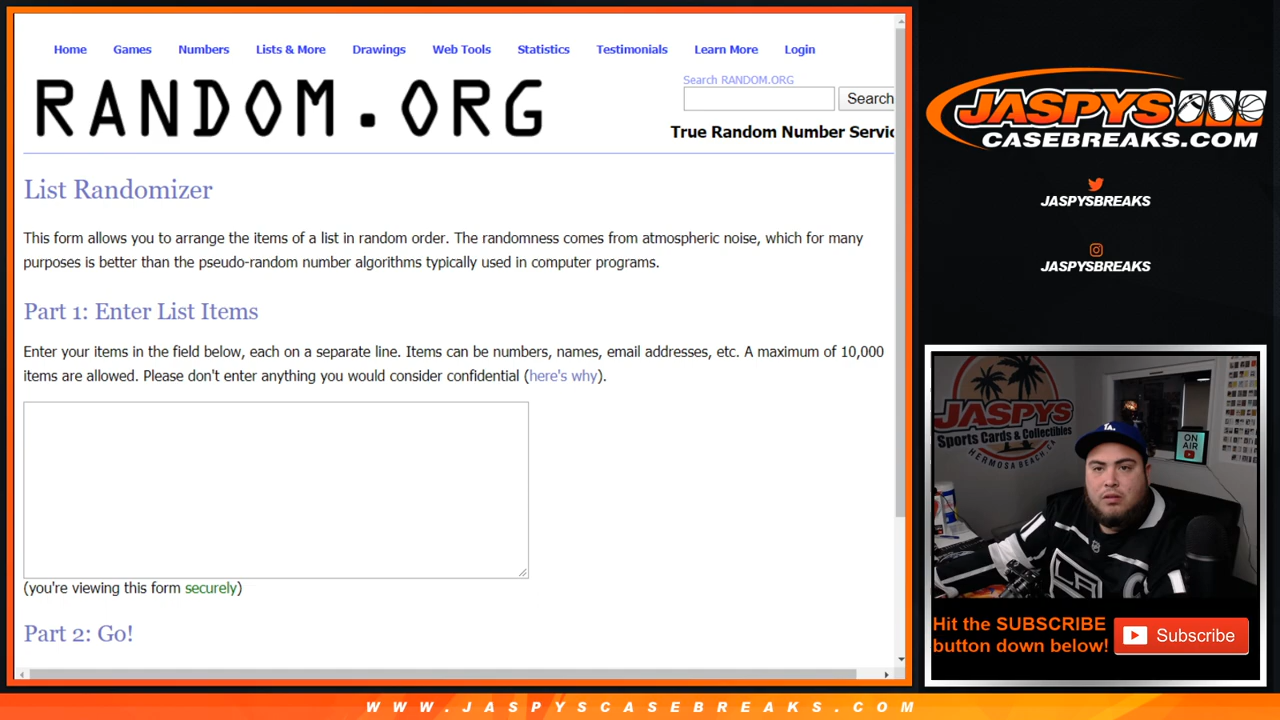 Home Games Numbers Lists & More Drawings Web Tools Statistics Testimonials Learn More Login
RANDOM.ORG
Search RANDOM.ORG
Search
True Random Number Servic
List Randomizer
This form allows you to arrange the items of a list in random order. The randomness comes from atmospheric noise, which for many
purposes is better than the pseudo-random number algorithms typically used in computer programs.
Part 1: Enter List Items
Enter your items in the field below, each on a separate line. Items can be numbers, names, email addresses, etc. A maximum of 10,000
items are allowed. Please don't enter anything you would consider confidential (here's why).
(you're viewing this form securely)
Part 2: Go!
JASPYS
CASEBREAKS.COM
JASPYSBREAKS
JASPYSBREAKS
JASPYS
Sports Cards & Collectibles
HERMOSA BEACH, CA
ON
AIR
LA
LA
C
Hit the SUBSCRIBE
button down below!
Subscribe
WWW.JASPYSCASEBREAKS.COM